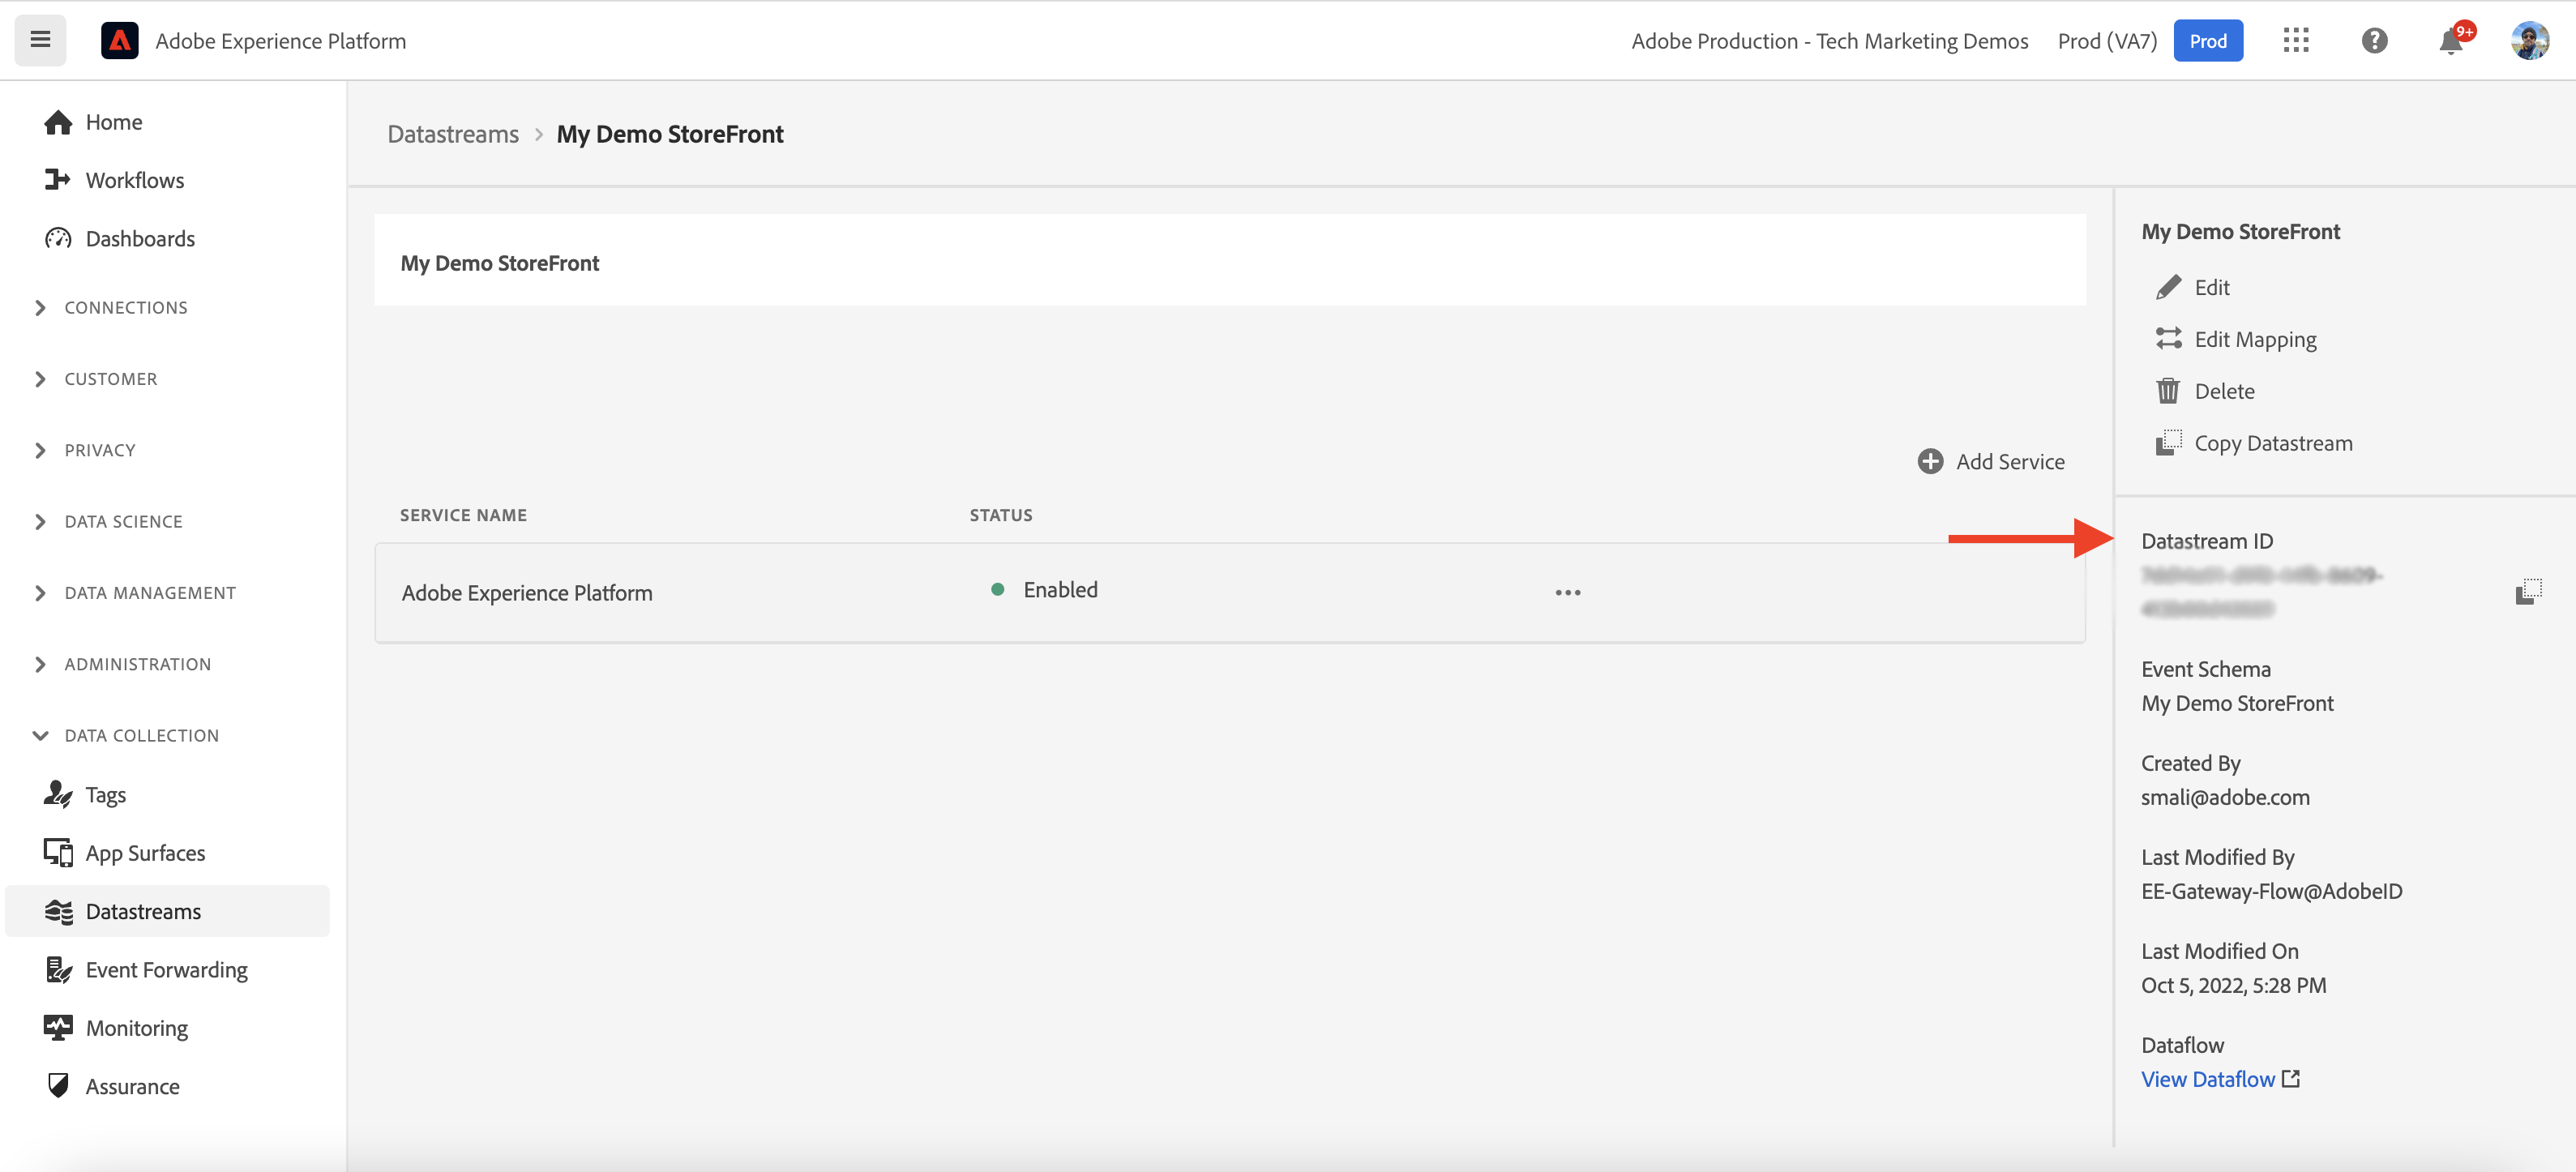 Adobe Experience Platform
Adobe Production - Tech Marketing Demos
Prod (VA7)
Prod
9+
Home
Workflows
Dashboards
CONNECTIONS
CUSTOMER
PRIVACY
DATA SCIENCE
DATA MANAGEMENT
ADMINISTRATION
DATA COLLECTION
Tags
App Surfaces
Datastreams
Event Forwarding
Monitoring
Assurance
Datastreams > My Demo StoreFront
My Demo StoreFront
Add Service
SERVICE NAME STATUS
Adobe Experience Platform Enabled
My Demo StoreFront
Edit
Edit Mapping
Delete
Copy Datastream
Datastream ID
Event Schema
My Demo StoreFront
Created By
smali@adobe.com
Last Modified By
EE-Gateway-Flow@AdobeID
Last Modified On
Oct 5, 2022, 5:28 PM
Dataflow
View Dataflow